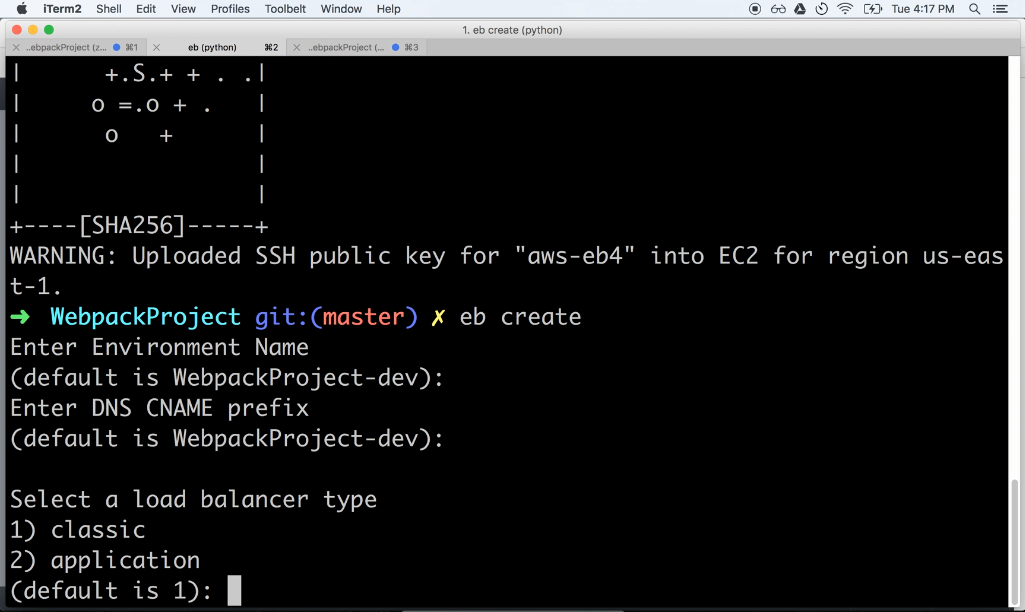 iTerm2 Shell Edit View Profiles Toolbelt Window Help Tue 4:17 PM
1. eb create (python)
..ebpackProject (z... ⌘1 eb (python) ⌘2 ..ebpackProject (... ⌘3
|      +.S.+ + . .|
|     o =.o + .   |
|      o   +      |
|                 |
|                 |
+----[SHA256]-----+
WARNING: Uploaded SSH public key for "aws-eb4" into EC2 for region us-eas
t-1.
➜  WebpackProject git:(master) ✗ eb create
Enter Environment Name
(default is WebpackProject-dev):
Enter DNS CNAME prefix
(default is WebpackProject-dev):
Select a load balancer type
1) classic
2) application
(default is 1):